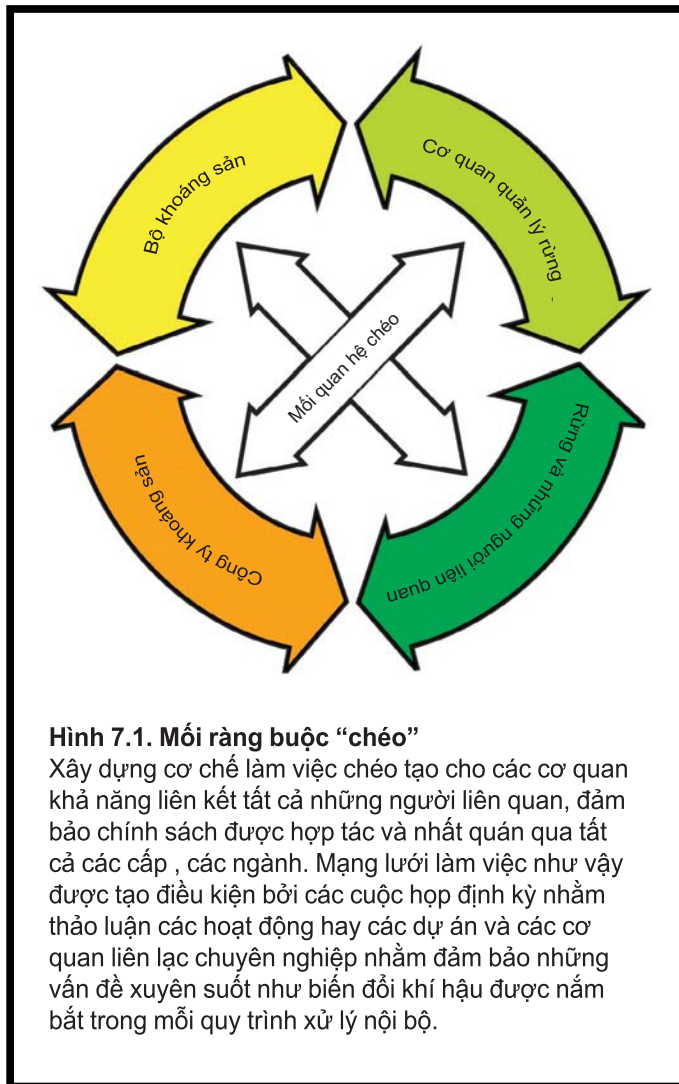 Bộ khoáng sản
Cơ quan quản lý rừng -
Mối quan hệ chéo
Công ty khoáng sản
Rừng và những người liên quan
Hình 7.1. Mối ràng buộc “chéo”
Xây dựng cơ chế làm việc chéo tạo cho các cơ quan
khả năng liên kết tất cả những người liên quan, đảm
bảo chính sách được hợp tác và nhất quán qua tất
cả các cấp , các ngành. Mạng lưới làm việc như vậy
được tạo điều kiện bởi các cuộc họp định kỳ nhằm
thảo luận các hoạt động hay các dự án và các cơ
quan liên lạc chuyên nghiệp nhằm đảm bảo những
vấn đề xuyên suốt như biến đổi khí hậu được nắm
bắt trong mỗi quy trình xử lý nội bộ.